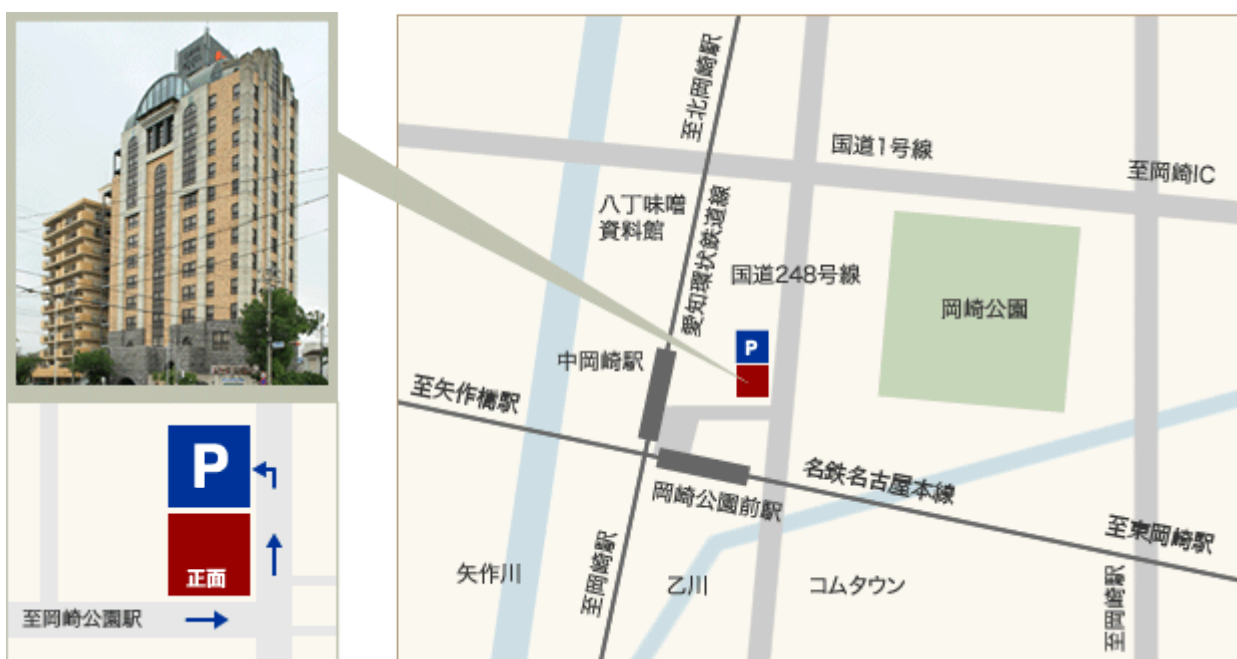 P
正面
至岡崎公園駅
至北岡崎駅
国道1号線
至岡崎IC
八丁味噌
資料館
愛知環状鉄道線
国道248号線
岡崎公園
P
中岡崎駅
至矢作橋駅
岡崎公園前駅
名鉄名古屋本線
至東岡崎駅
矢作川
至岡崎駅
乙川
コムタウン
至岡崎駅